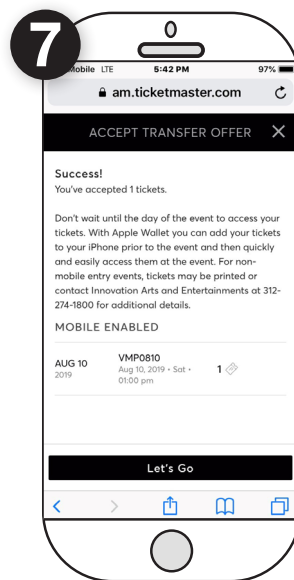 7
Mobile LTE 5:42 PM 97%
am.ticketmaster.com
ACCEPT TRANSFER OFFER
Success!
You've accepted 1 tickets.
Don't wait until the day of the event to access your
tickets. With Apple Wallet you can add your tickets
to your iPhone prior to the event and then quickly
and easily access them at the event. For non-
mobile entry events, tickets may be printed or
contact Innovation Arts and Entertainments at 312-
274-1800 for additional details.
MOBILE ENABLED
AUG 10
2019
VMP0810
Aug 10, 2019 • Sat •
01:00 pm
1
Let's Go